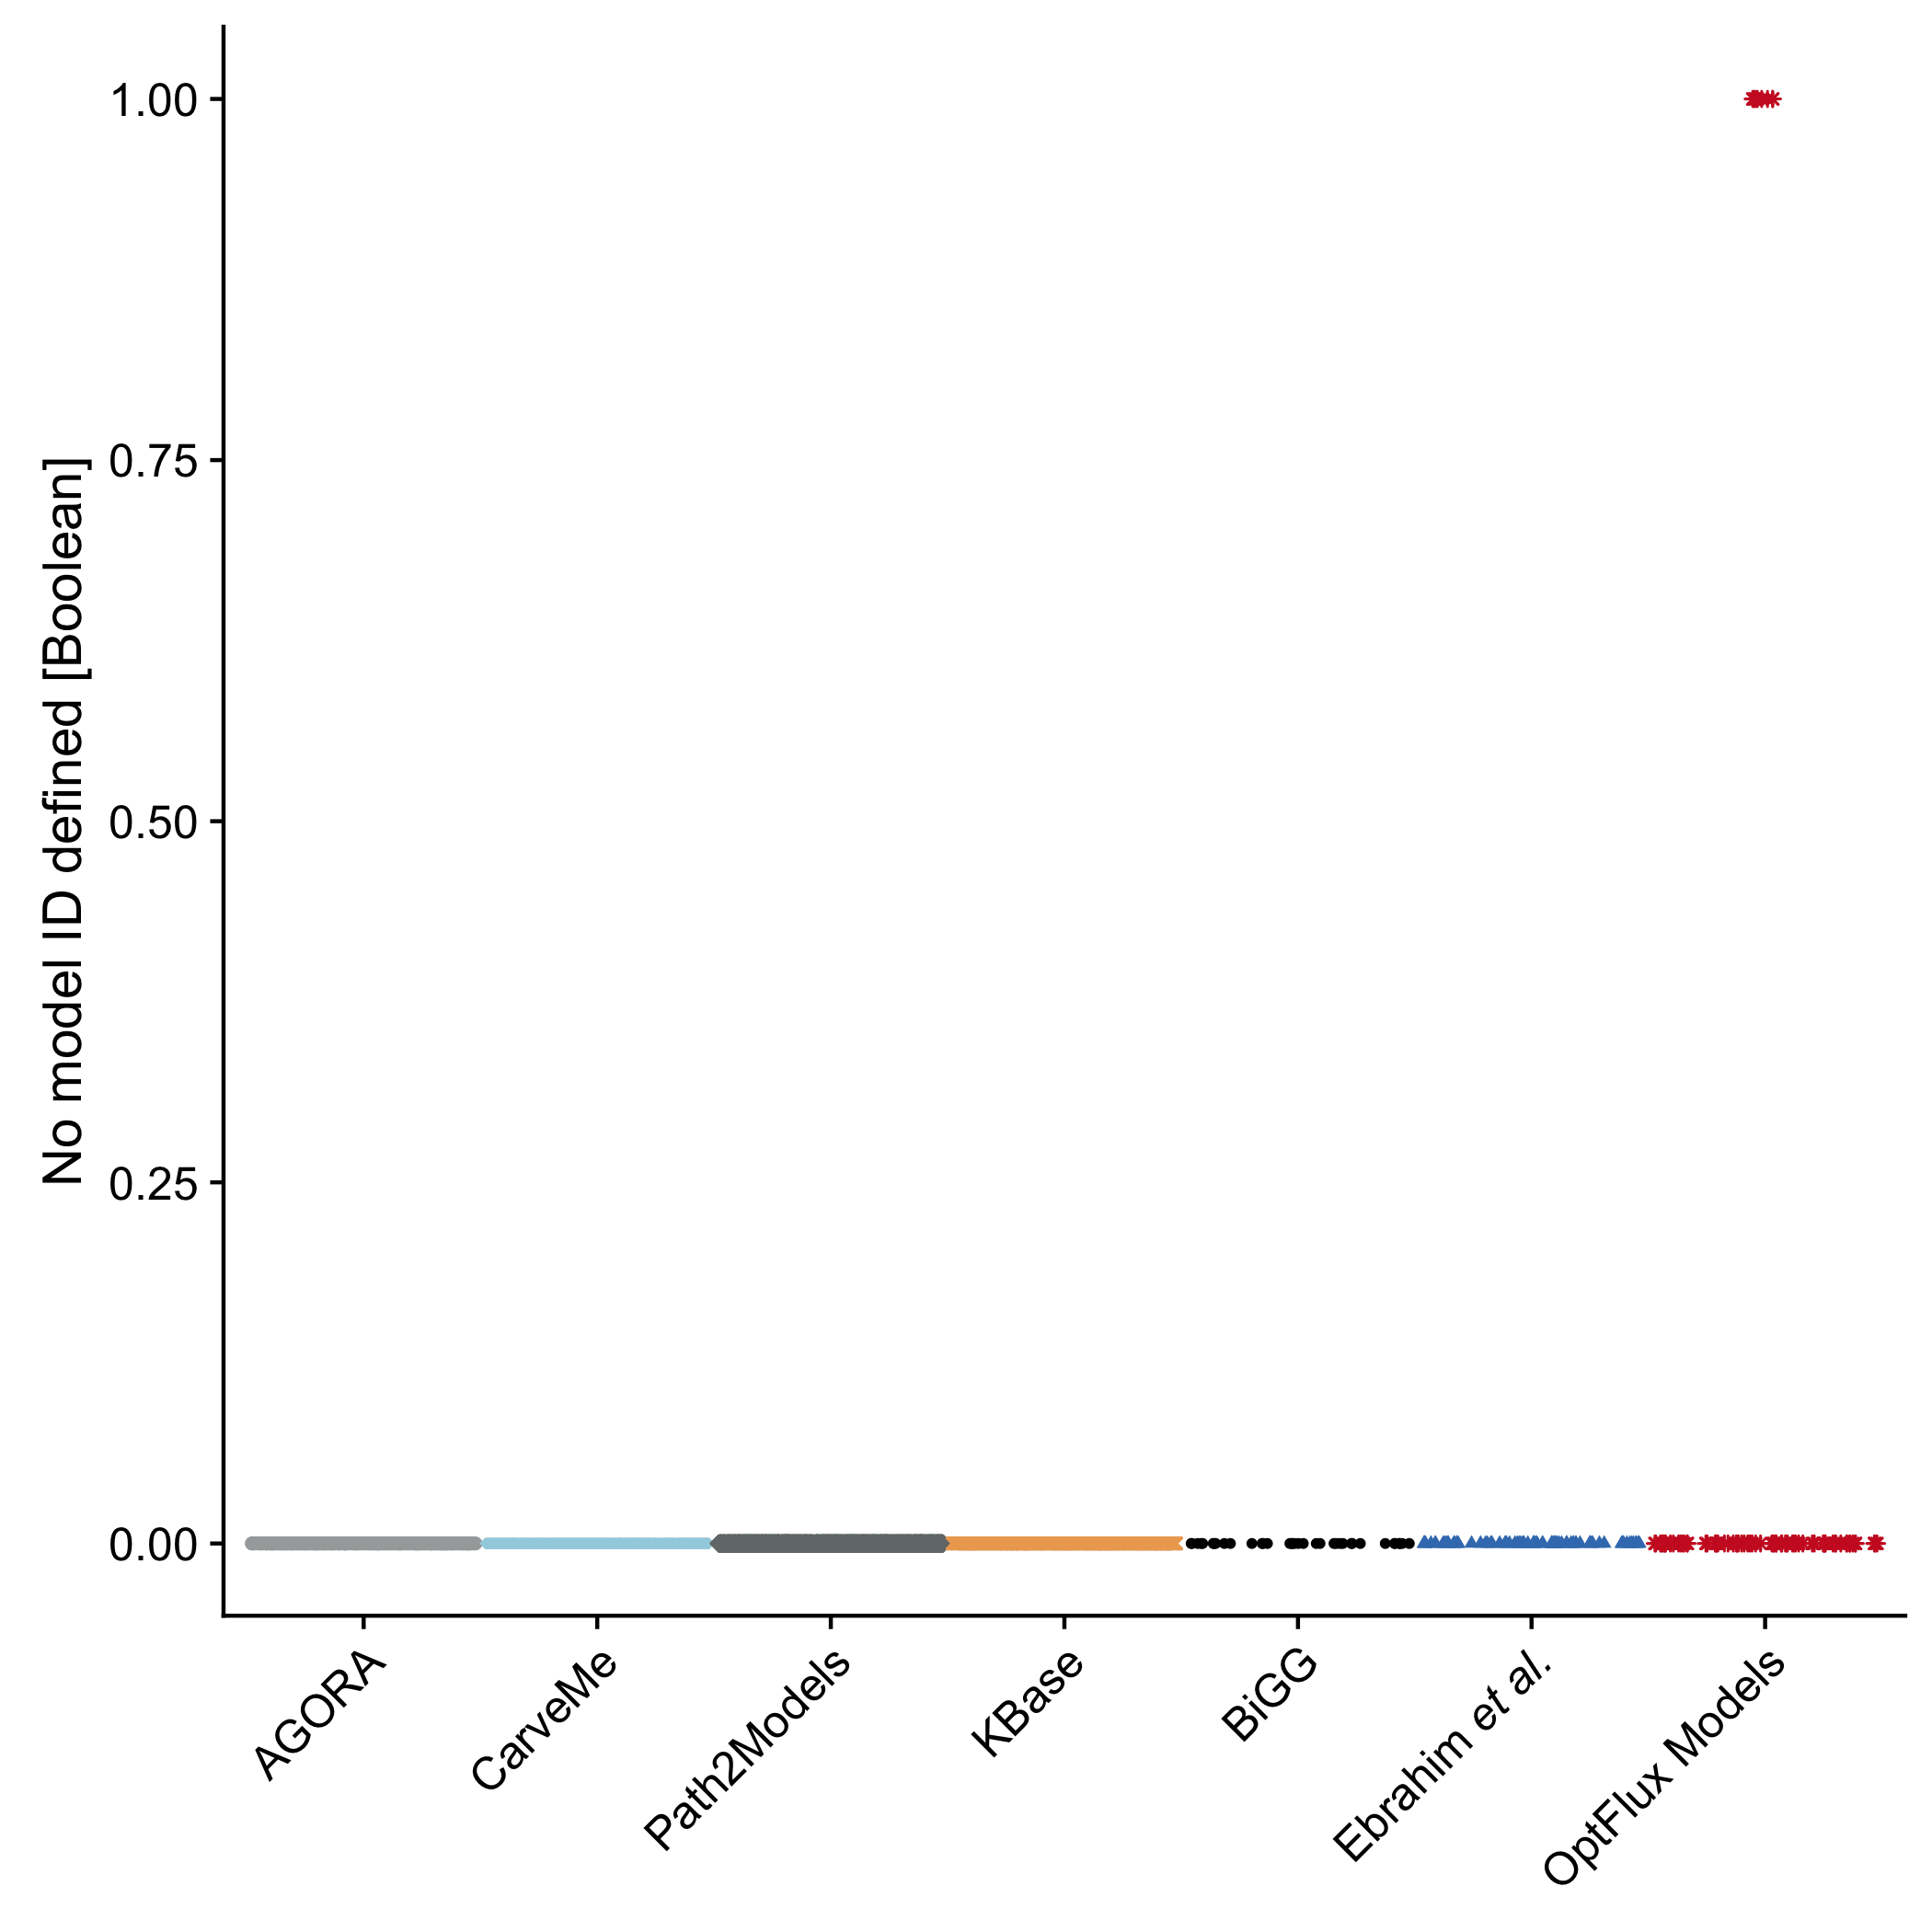 No model ID defined [Boolean]
1.00
0.75
0.50
0.25
0.00
AGORA
CarveMe
Path2Models
KBase
BiGG
Ebrahim et al.
OptFlux Models